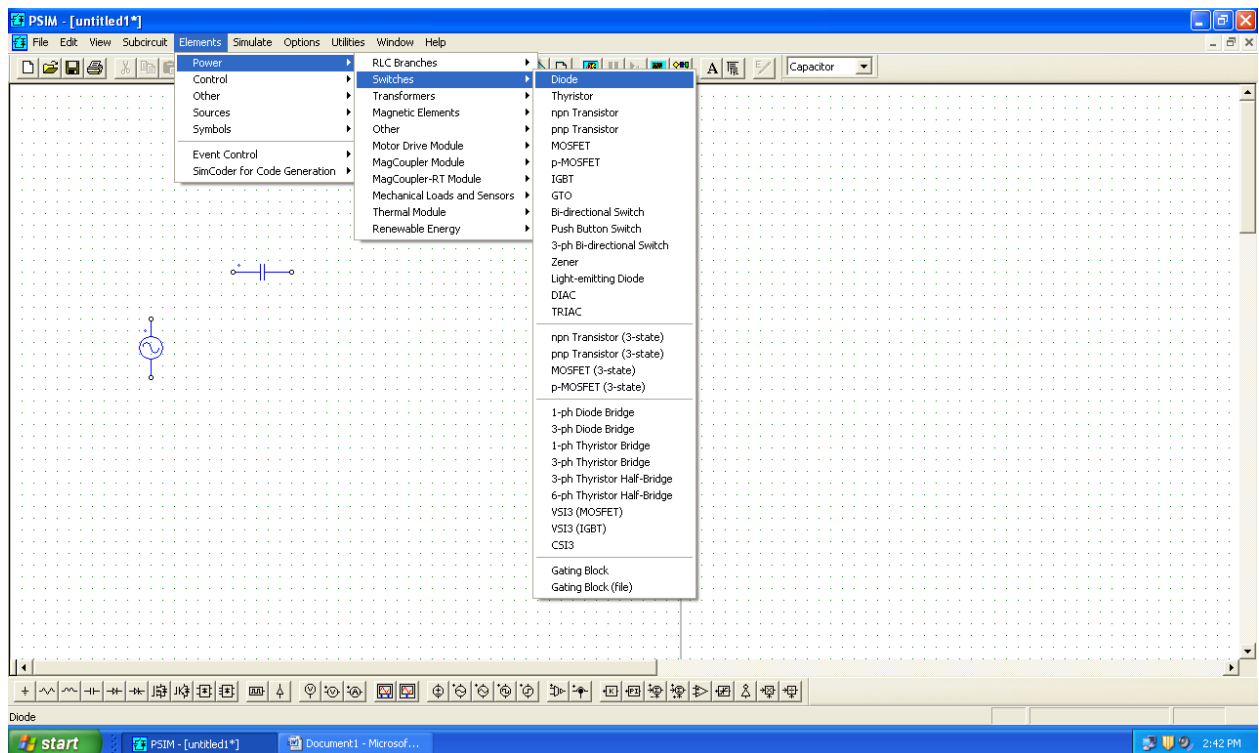 PSIM - [untitled1*]
File Edit View Subcircuit Elements Simulate Options Utilities Window Help
A
Capacitor
Power
Control
Other
Sources
Symbols
Event Control
SimCoder for Code Generation
RLC Branches
Switches
Transformers
Magnetic Elements
Other
Motor Drive Module
MagCoupler Module
MagCoupler-RT Module
Mechanical Loads and Sensors
Thermal Module
Renewable Energy
Diode
Thyristor
npn Transistor
pnp Transistor
MOSFET
p-MOSFET
IGBT
GTO
Bi-directional Switch
Push Button Switch
3-ph Bi-directional Switch
Zener
Light-emitting Diode
DIAC
TRIAC
npn Transistor (3-state)
pnp Transistor (3-state)
MOSFET (3-state)
p-MOSFET (3-state)
1-ph Diode Bridge
3-ph Diode Bridge
1-ph Thyristor Bridge
3-ph Thyristor Bridge
3-ph Thyristor Half-Bridge
6-ph Thyristor Half-Bridge
VSI3 (MOSFET)
VSI3 (IGBT)
CSI3
Gating Block
Gating Block (file)
Diode
start PSIM - [untitled1*] Document1 - Microsof... 2:42 PM